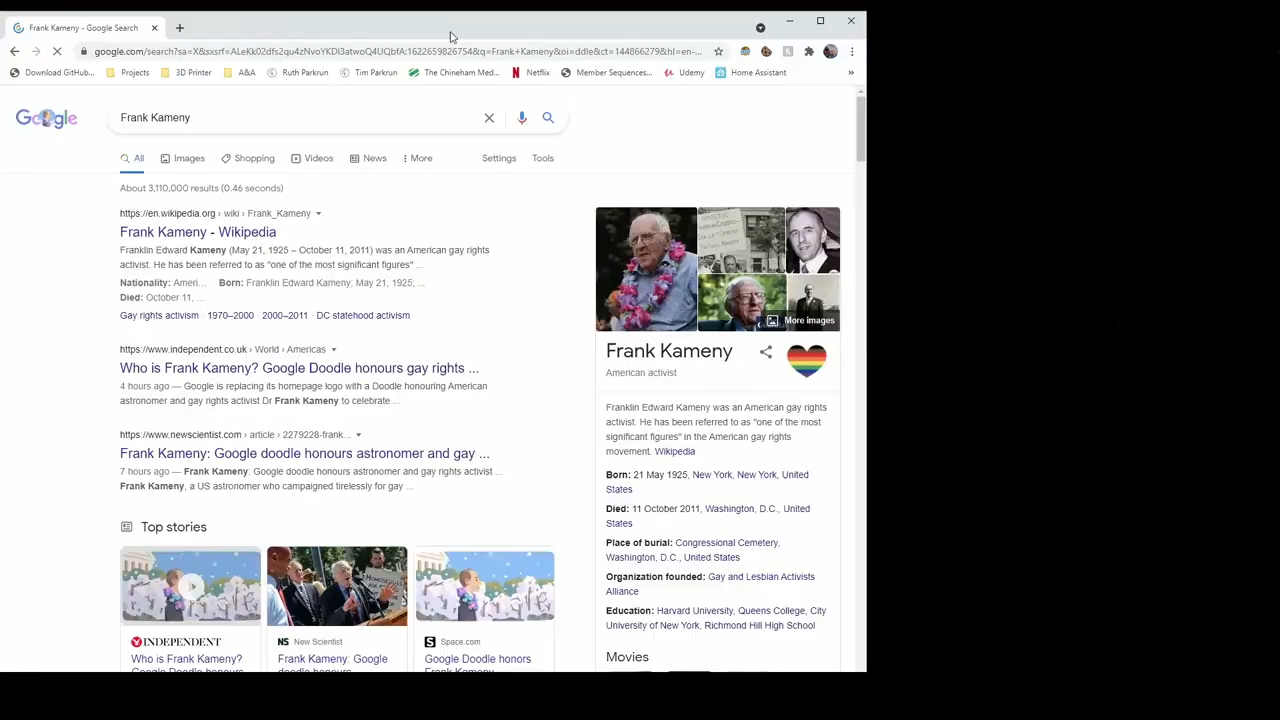 Frank Kameny - Google Search
google.com/search?sa=X&sxsrf=ALeKk02dfs2qu4zNvoYKDI3atwoQ4UQbfA:1622659826754&q=Frank+Kameny&oi=ddle&ct=144866279&hl=en-...
Download GitHub... Projects 3D Printer A&A Ruth Parkrun Tim Parkrun The Chineham Med... Netflix Member Sequences... Udemy Home Assistant »
Google
Frank Kameny
All Images Shopping Videos News More Settings Tools
About 3,110,000 results (0.46 seconds)
https://en.wikipedia.org › wiki › Frank_Kameny
Frank Kameny - Wikipedia
Franklin Edward Kameny (May 21, 1925 – October 11, 2011) was an American gay rights
activist. He has been referred to as "one of the most significant figures" ...
Nationality: Ameri... Born: Franklin Edward Kameny; May 21, 1925; ...
Died: October 11, ...
Gay rights activism · 1970–2000 · 2000–2011 · DC statehood activism
https://www.independent.co.uk › World › Americas
Who is Frank Kameny? Google Doodle honours gay rights ...
4 hours ago — Google is replacing its homepage logo with a Doodle honouring American
astronomer and gay rights activist Dr Frank Kameny to celebrate ...
https://www.newscientist.com › article › 2279228-frank...
Frank Kameny: Google doodle honours astronomer and gay ...
7 hours ago — Frank Kameny: Google doodle honours astronomer and gay rights activist ...
Frank Kameny, a US astronomer who campaigned tirelessly for gay ...
Top stories
INDEPENDENT
Who is Frank Kameny?
Google Doodle honours
NS New Scientist
Frank Kameny: Google
doodle honours
Space.com
Google Doodle honors
Frank Kameny
More images
Frank Kameny
American activist
Franklin Edward Kameny was an American gay rights
activist. He has been referred to as "one of the most
significant figures" in the American gay rights
movement. Wikipedia
Born: 21 May 1925, New York, New York, United
States
Died: 11 October 2011, Washington, D.C., United
States
Place of burial: Congressional Cemetery,
Washington, D.C., United States
Organization founded: Gay and Lesbian Activists
Alliance
Education: Harvard University, Queens College, City
University of New York, Richmond Hill High School
Movies